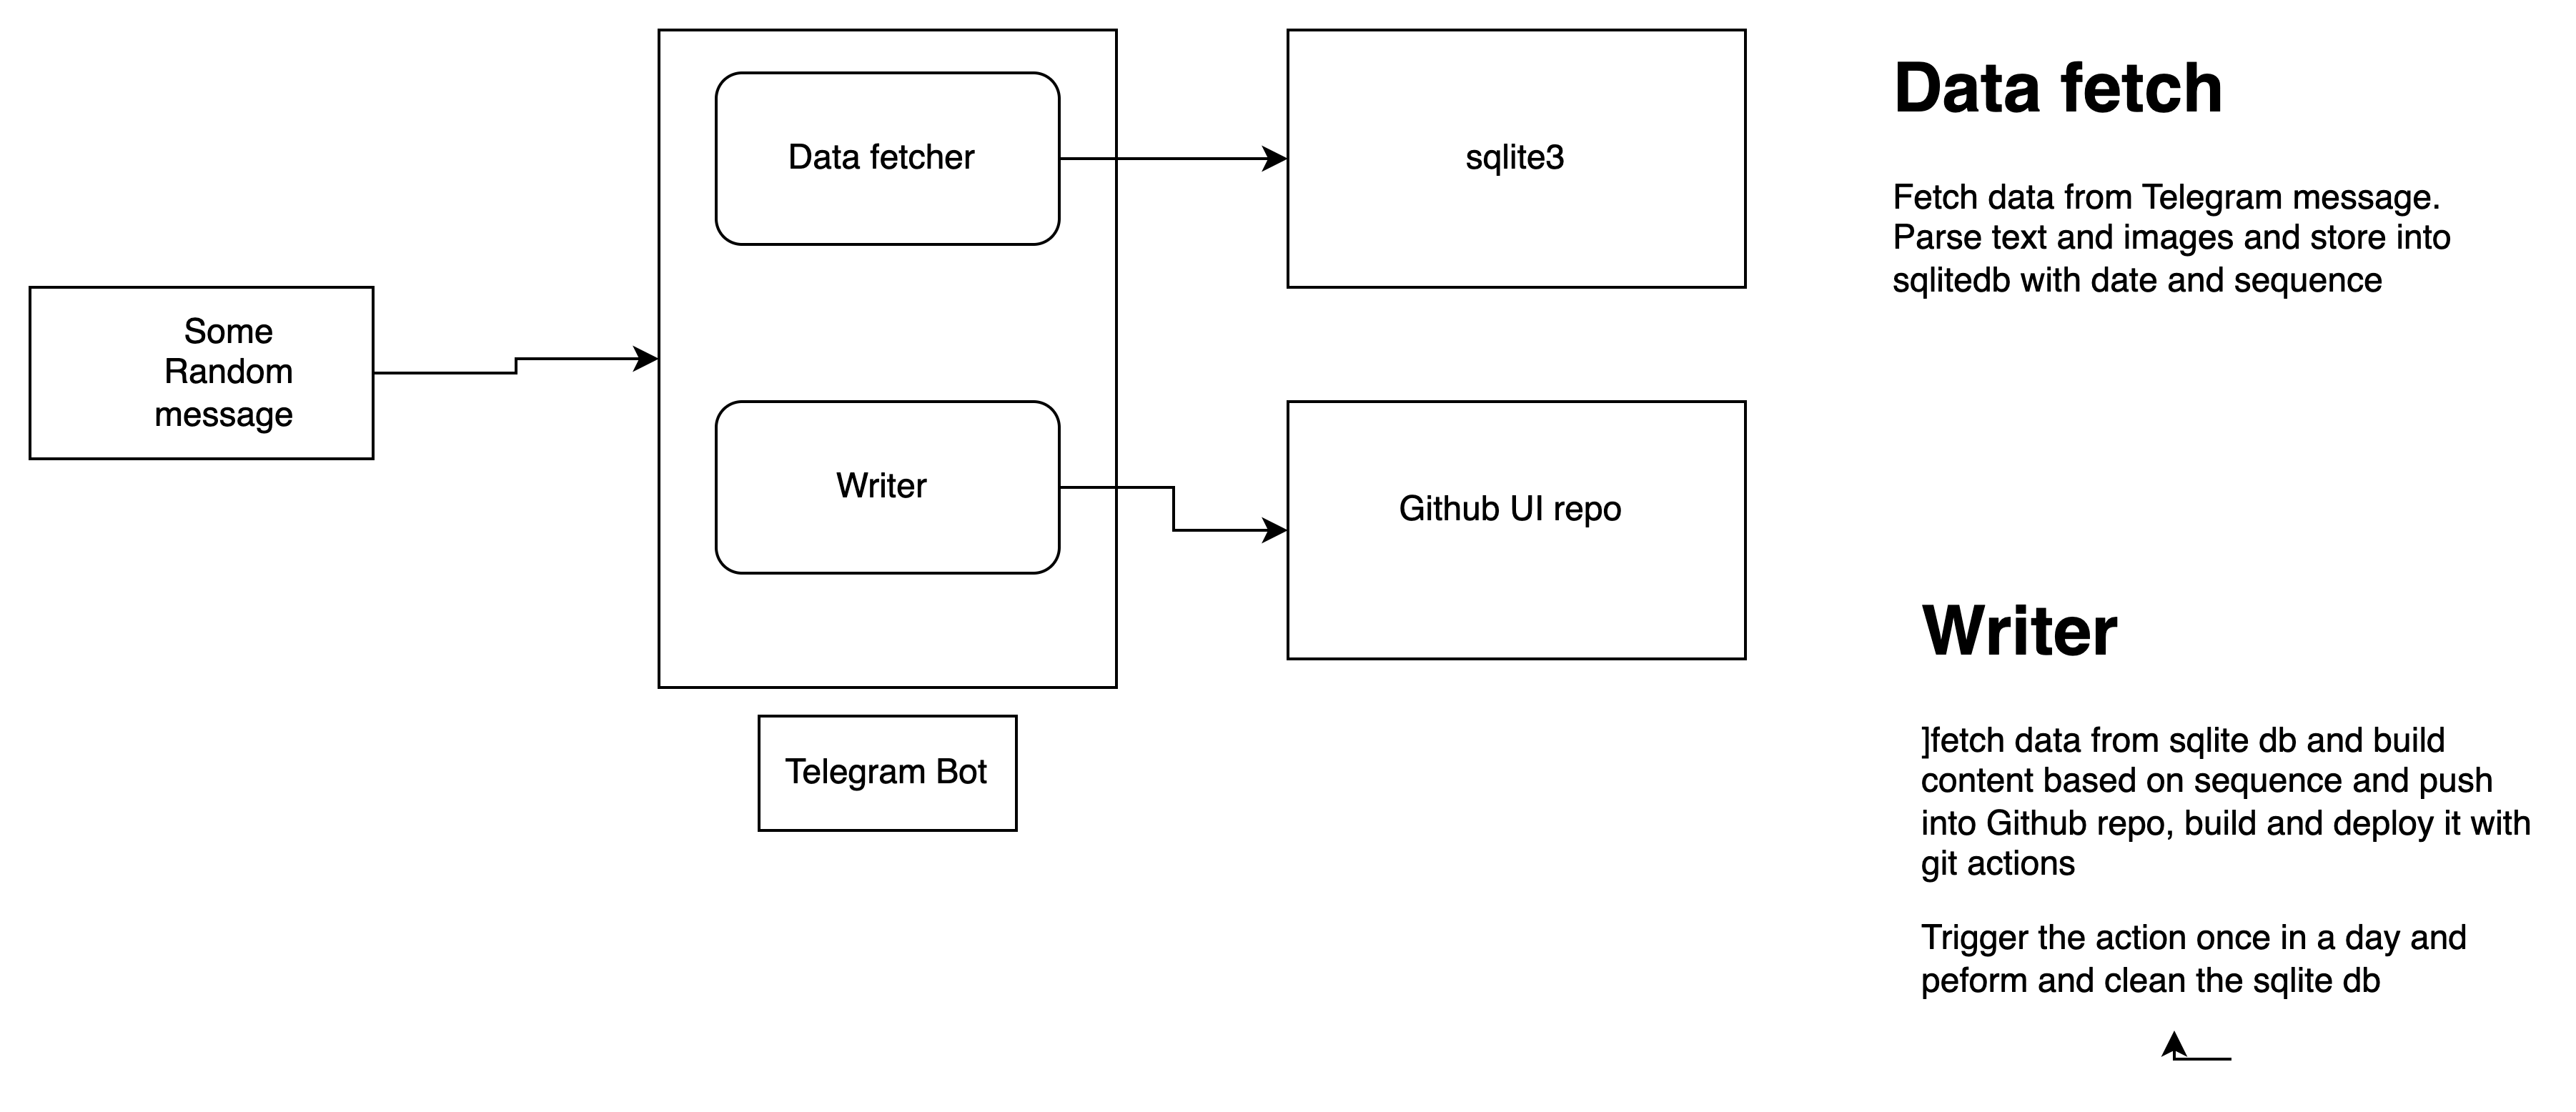 Data fetcher
sqlite3
Some
Random
message
Writer
Github UI repo
Telegram Bot
Data fetch
Fetch data from Telegram message.
Parse text and images and store into
sqlitedb with date and sequence
Writer
]fetch data from sqlite db and build
content based on sequence and push
into Github repo, build and deploy it with
git actions
Trigger the action once in a day and
peform and clean the sqlite db